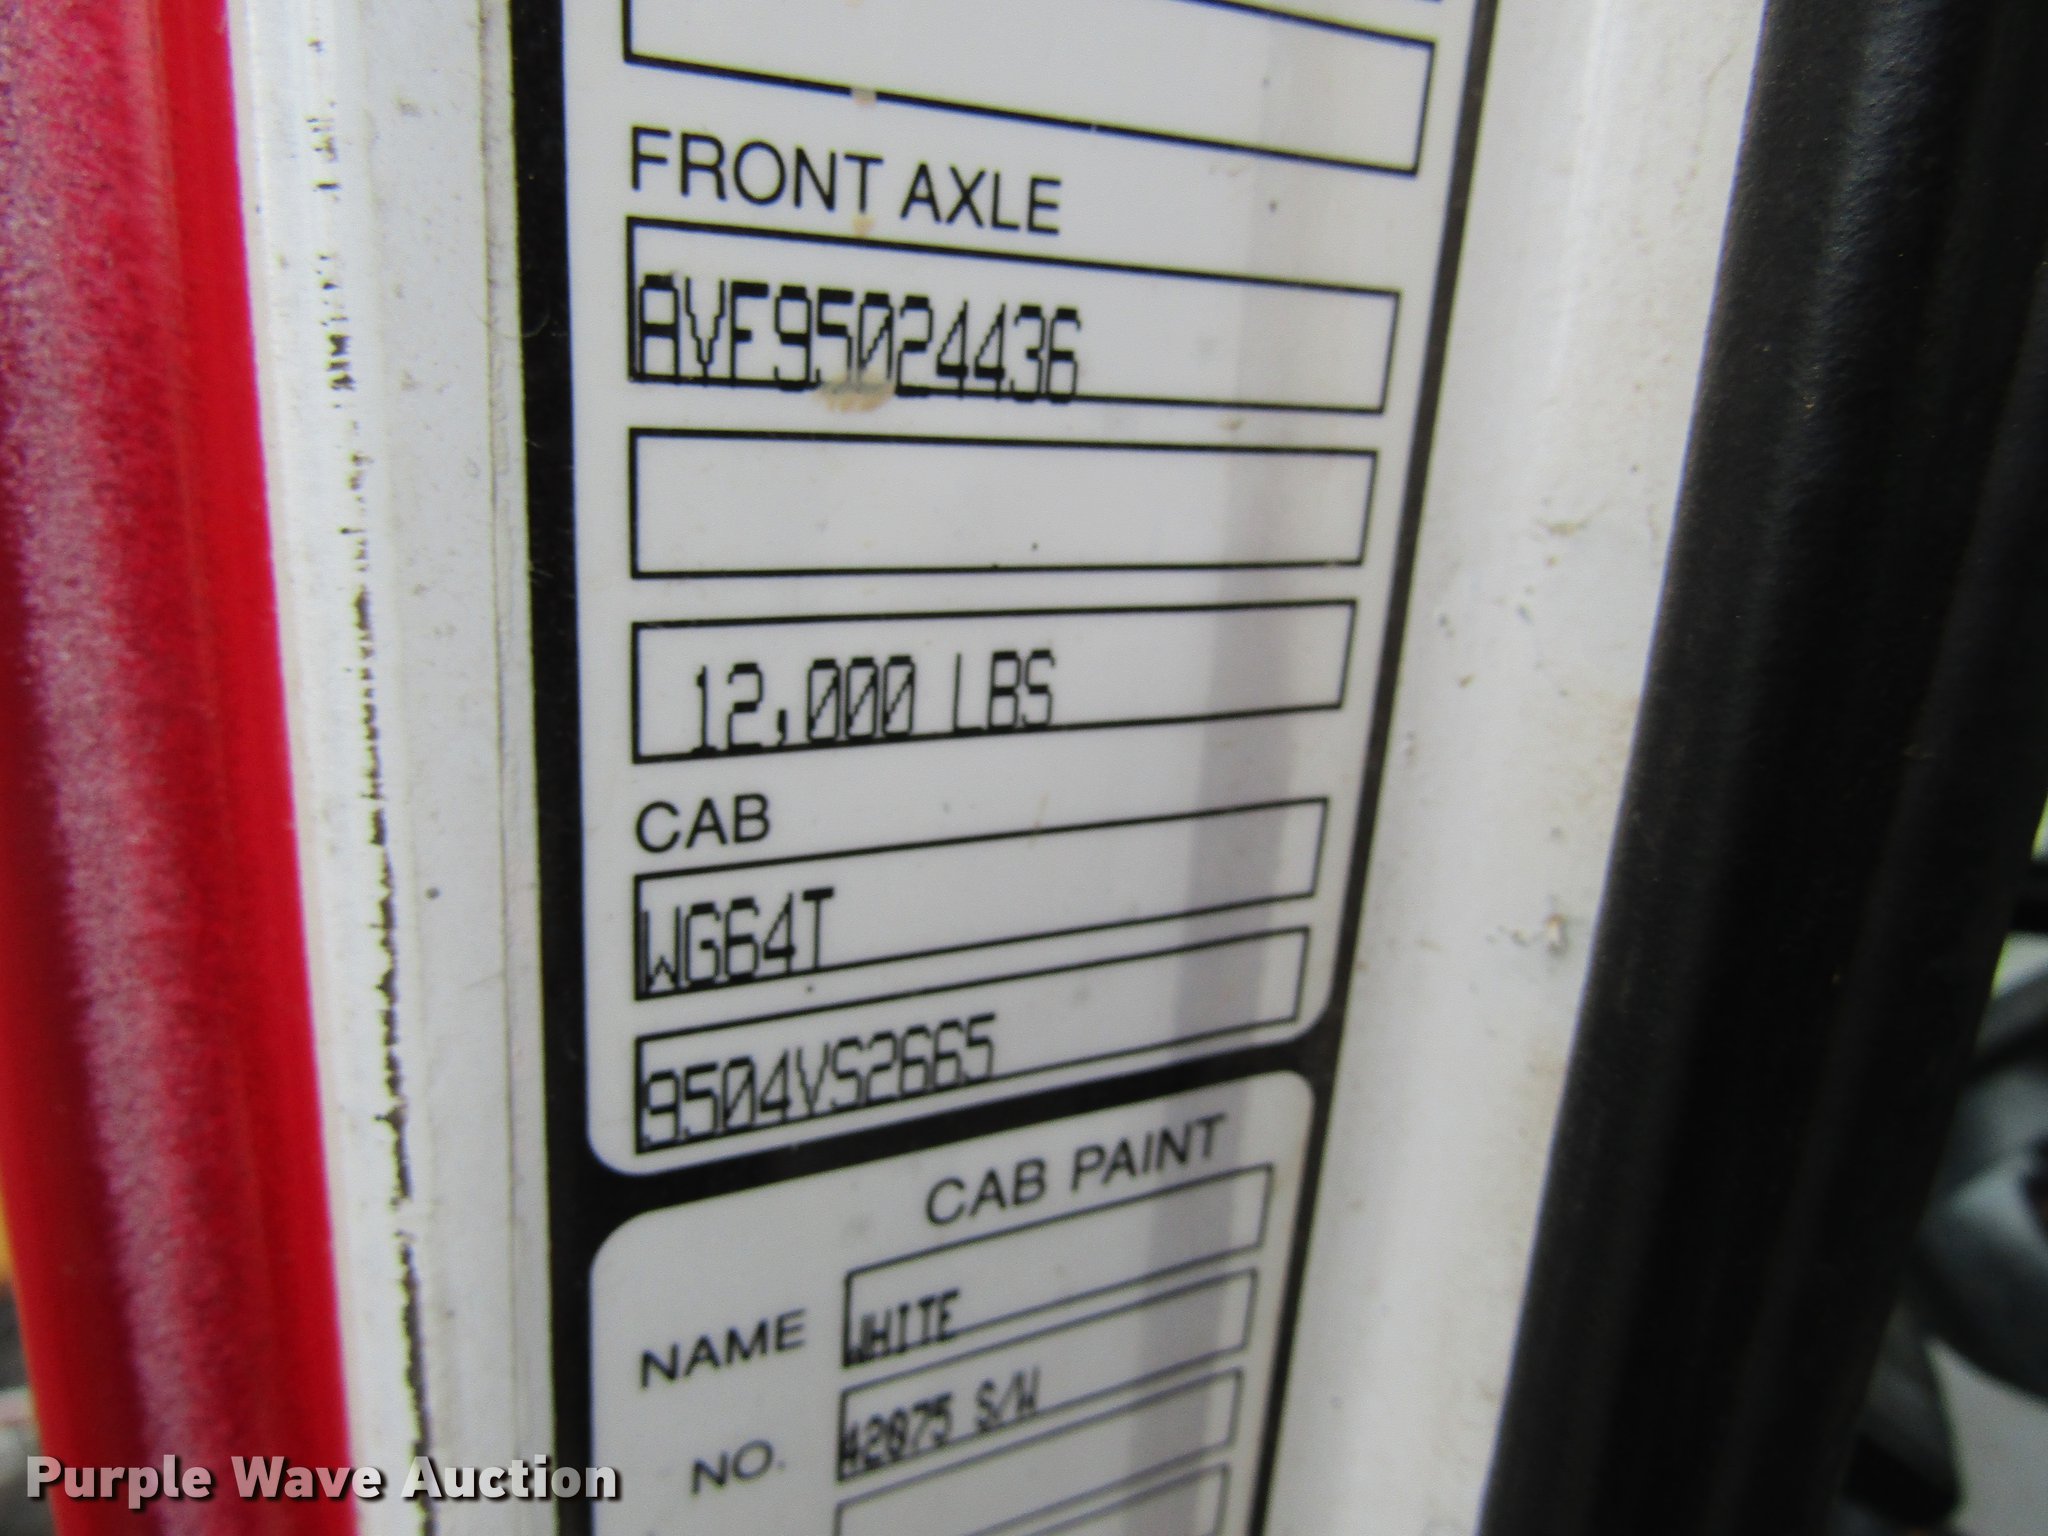 FRONT AXLE
AVF95024436
12,000 LBS
CAB
WG64T
9504VS2665
CAB PAINT
NAME WHITE
NO. 42075 S/W
Purple Wave Auction